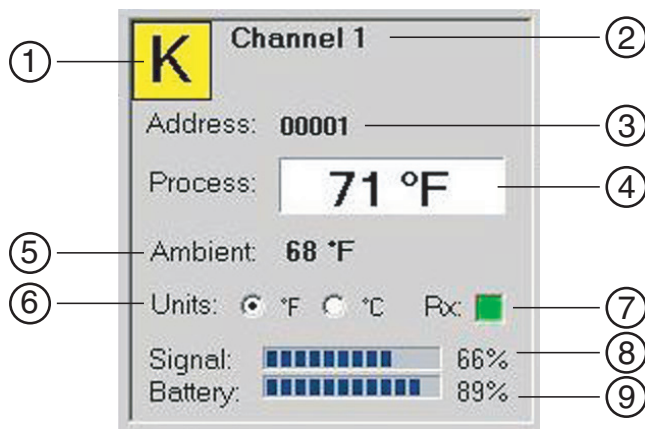 1 K Channel 1 2
Address: 00001 3
Process: 71 °F 4
5 Ambient: 68 °F
6 Units: °F °C Rx: 7
Signal: 66% 8
Battery: 89% 9